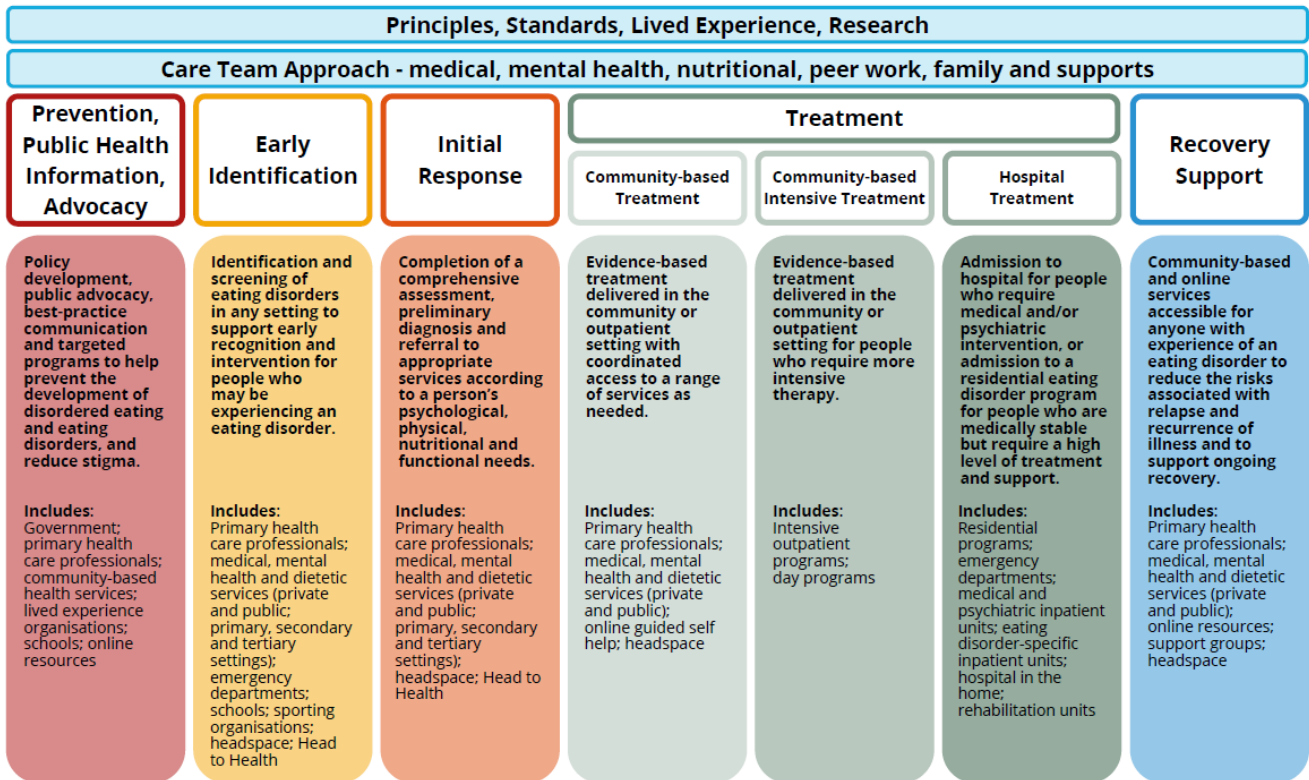 Principles, Standards, Lived Experience, Research
Care Team Approach - medical, mental health, nutritional, peer work, family and supports
Prevention,
Public Health
Information,
Advocacy
Early
Identification
Initial
Response
Treatment
Community-based
Treatment
Community-based
Intensive Treatment
Hospital
Treatment
Recovery
Support
Policy
development,
public advocacy,
best-practice
communication
and targeted
programs to help
prevent the
development of
disordered eating
and eating
disorders, and
reduce stigma.
Includes:
Government;
primary health
care professionals;
community-based
health services;
lived experience
organisations;
schools; online
resources
Identification and
screening of
eating disorders
in any setting to
support early
recognition and
intervention for
people who
may be
experiencing an
eating disorder.
Includes:
Primary health
care professionals;
medical, mental
health and dietetic
services (private
and public;
primary, secondary
and tertiary
settings);
emergency
departments;
schools; sporting
organisations;
headspace; Head
to Health
Completion of a
comprehensive
assessment,
preliminary
diagnosis and
referral to
appropriate
services according
to a person’s
psychological,
physical,
nutritional and
functional needs.
Includes:
Primary health
care professionals;
medical, mental
health and dietetic
services (private
and public;
primary, secondary
and tertiary
settings);
headspace; Head to
Health
Evidence-based
treatment
delivered in the
community or
outpatient
setting with
coordinated
access to a range
of services as
needed.
Includes:
Primary health
care professionals;
medical, mental
health and dietetic
services (private
and public);
online guided self
help; headspace
Evidence-based
treatment
delivered in the
community or
outpatient
setting for people
who require more
intensive
therapy.
Includes:
Intensive
outpatient
programs;
day programs
Admission to
hospital for people
who require
medical and/or
psychiatric
intervention, or
admission to a
residential eating
disorder program
for people who are
medically stable
but require a high
level of treatment
and support.
Includes:
Residential
programs;
emergency
departments;
medical and
psychiatric inpatient
units; eating
disorder-specific
inpatient units;
hospital in the
home;
rehabilitation units
Community-based
and online
services
accessible for
anyone with
experience of an
eating disorder to
reduce the risks
associated with
relapse and
recurrence of
illness and to
support ongoing
recovery.
Includes:
Primary health
care professionals;
medical, mental
health and dietetic
services (private
and public);
online resources;
support groups;
headspace